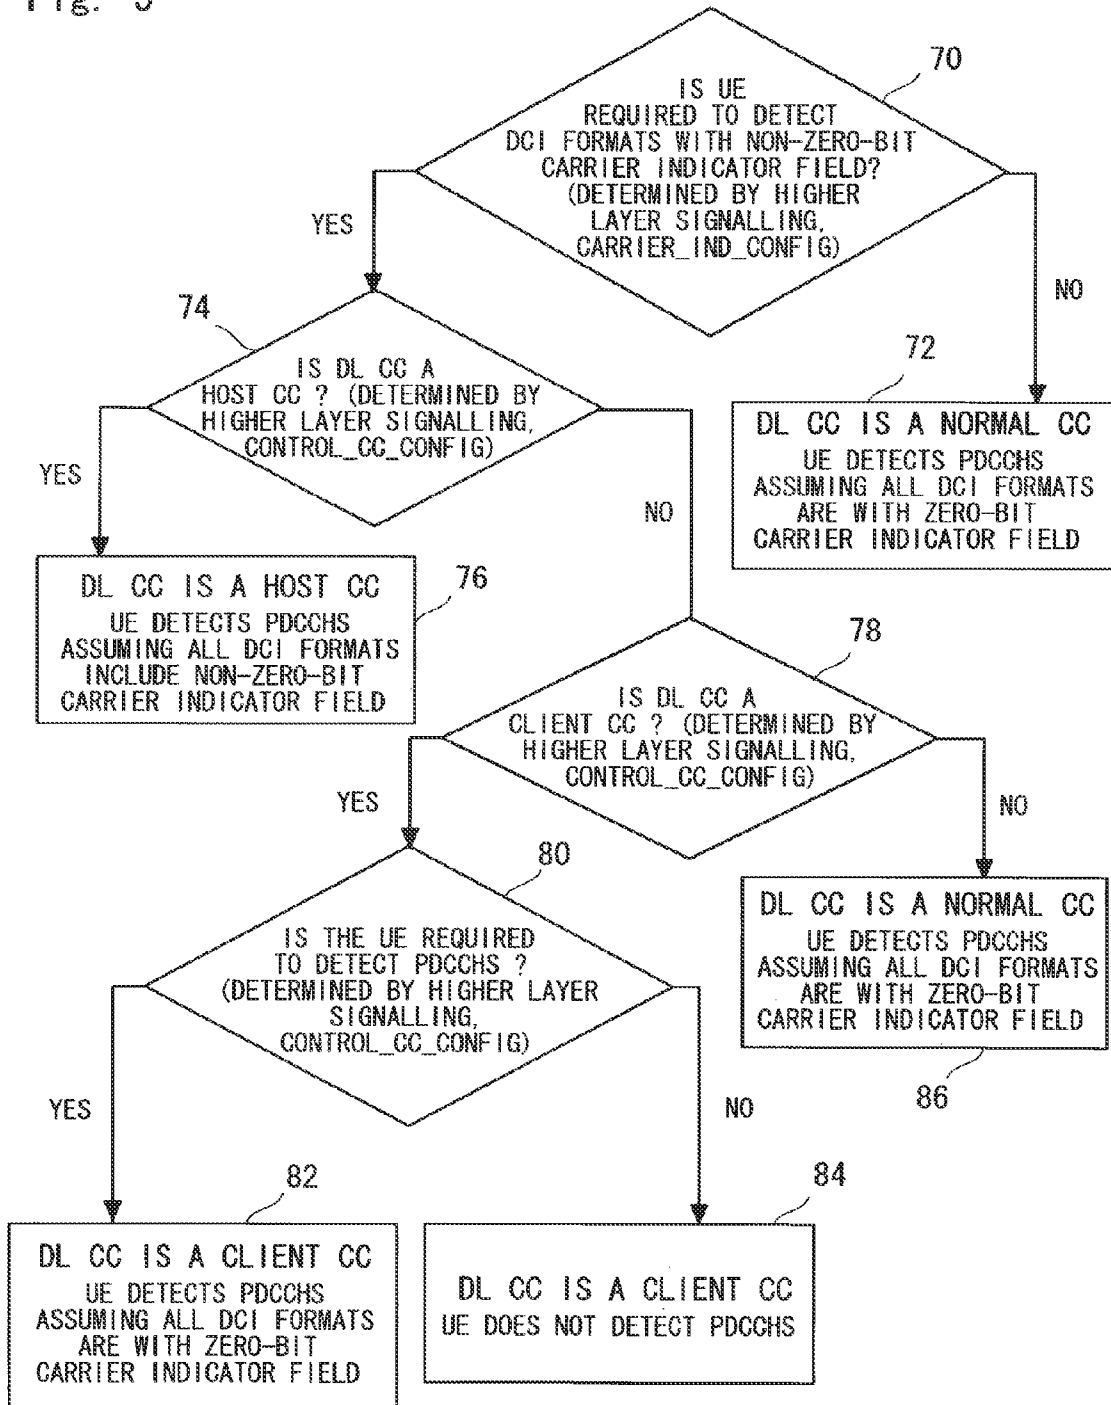 70
IS UE
REQUIRED TO DETECT
DCI FORMATS WITH NON-ZERO-BIT
CARRIER INDICATOR FIELD?
(DETERMINED BY HIGHER
LAYER SIGNALLING,
CARRIER_IND_CONFIG)
YES
NO
74
IS DL CC A
HOST CC ? (DETERMINED BY
HIGHER LAYER SIGNALLING,
CONTROL_CC_CONFIG)
72
DL CC IS A NORMAL CC
UE DETECTS PDCCHS
ASSUMING ALL DCI FORMATS
ARE WITH ZERO-BIT
CARRIER INDICATOR FIELD
YES
NO
DL CC IS A HOST CC
UE DETECTS PDCCHS
ASSUMING ALL DCI FORMATS
INCLUDE NON-ZERO-BIT
CARRIER INDICATOR FIELD
76
78
IS DL CC A
CLIENT CC ? (DETERMINED BY
HIGHER LAYER SIGNALLING,
CONTROL_CC_CONFIG)
YES
NO
80
IS THE UE REQUIRED
TO DETECT PDCCHS ?
(DETERMINED BY HIGHER LAYER
SIGNALLING,
CONTROL_CC_CONFIG)
DL CC IS A NORMAL CC
UE DETECTS PDCCHS
ASSUMING ALL DCI FORMATS
ARE WITH ZERO-BIT
CARRIER INDICATOR FIELD
86
YES
NO
82
DL CC IS A CLIENT CC
UE DETECTS PDCCHS
ASSUMING ALL DCI FORMATS
ARE WITH ZERO-BIT
CARRIER INDICATOR FIELD
84
DL CC IS A CLIENT CC
UE DOES NOT DETECT PDCCHS